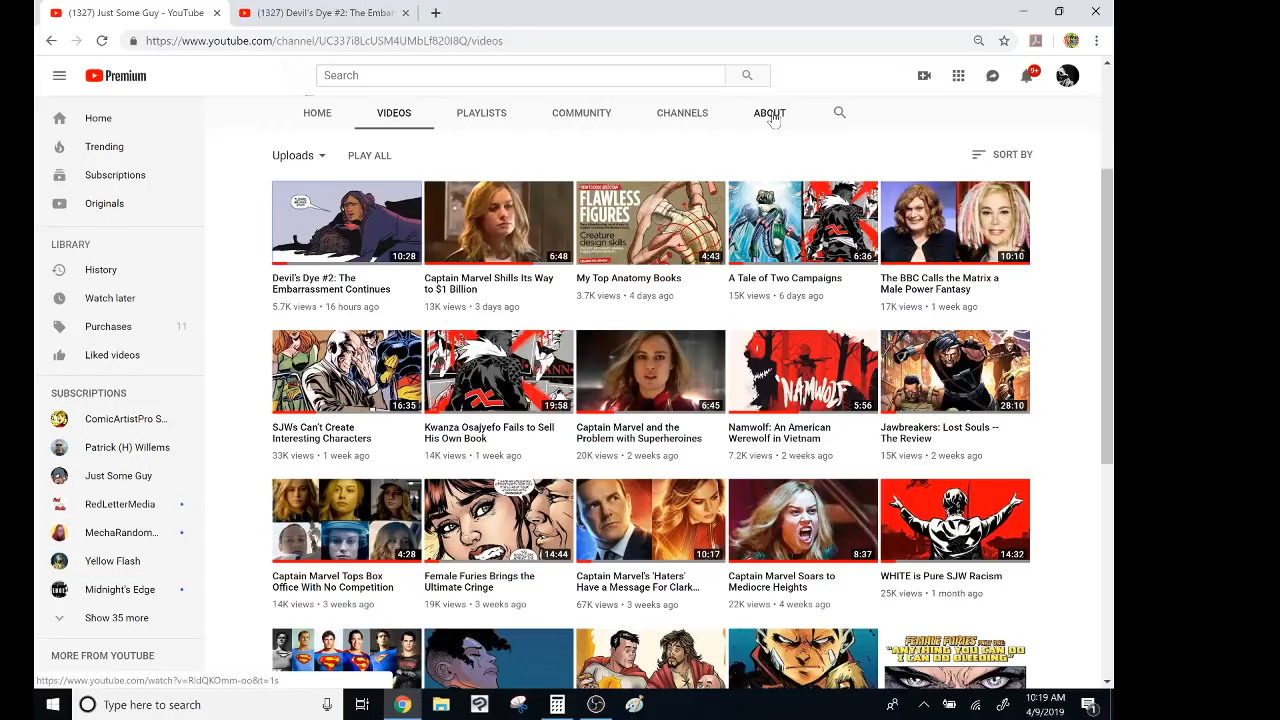 (1327) Just Some Guy - YouTube
(1327) Devil's Dye #2: The Embar
https://www.youtube.com/channel/UC337i8LcUSM4UMbLf820I8Q/videos
Premium
Search
9+
HOME
VIDEOS
PLAYLISTS
COMMUNITY
CHANNELS
ABOUT
Home
Trending
Subscriptions
Originals
LIBRARY
History
Watch later
Purchases 11
Liked videos
SUBSCRIPTIONS
ComicArtistPro S...
Patrick (H) Willems
Just Some Guy
RedLetterMedia
MechaRandom...
Yellow Flash
Midnight's Edge
Show 35 more
MORE FROM YOUTUBE
Uploads
PLAY ALL
SORT BY
10:28
6:48
FLAWLESS
FIGURES
Creature
design skills
4:43
6:36
10:10
Devil's Dye #2: The
Embarrassment Continues
5.7K views • 16 hours ago
Captain Marvel Shills Its Way
to $1 Billion
13K views • 3 days ago
My Top Anatomy Books
3.7K views • 4 days ago
A Tale of Two Campaigns
15K views • 6 days ago
The BBC Calls the Matrix a
Male Power Fantasy
17K views • 1 week ago
16:35
19:58
6:45
NAMWOLF
5:56
28:10
SJWs Can't Create
Interesting Characters
33K views • 1 week ago
Kwanza Osajyefo Fails to Sell
His Own Book
14K views • 1 week ago
Captain Marvel and the
Problem with Superheroines
20K views • 2 weeks ago
Namwolf: An American
Werewolf in Vietnam
7.2K views • 2 weeks ago
Jawbreakers: Lost Souls --
The Review
15K views • 2 weeks ago
4:28
14:44
10:17
8:37
14:32
Captain Marvel Tops Box
Office With No Competition
14K views • 3 weeks ago
Female Furies Brings the
Ultimate Cringe
19K views • 3 weeks ago
Captain Marvel's 'Haters'
Have a Message For Clark...
67K views • 3 weeks ago
Captain Marvel Soars to
Mediocre Heights
22K views • 4 weeks ago
WHITE is Pure SJW Racism
25K views • 1 month ago
"ANYTHING YOU CAN DO
I CAN DO BLEEDING"
Type here to search
10:19 AM
4/9/2019
1